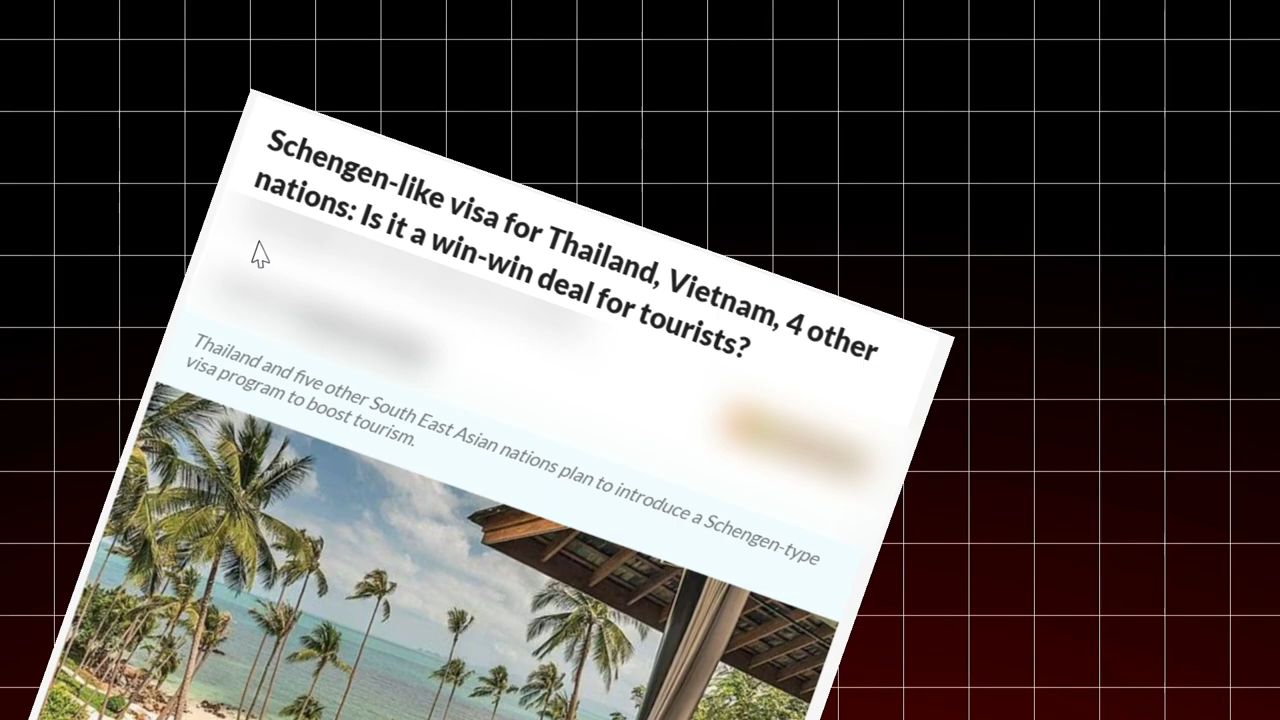 Schengen-like visa for Thailand, Vietnam, 4 other
nations: Is it a win-win deal for tourists?
Thailand and five other South East Asian nations plan to introduce a Schengen-type
visa program to boost tourism.